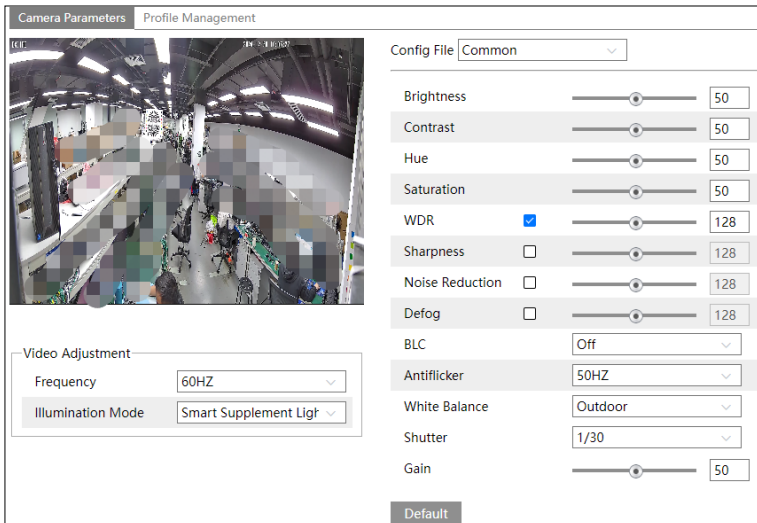 Camera Parameters
Profile Management
Config File Common
Brightness 50
Contrast 50
Hue 50
Saturation 50
WDR 128
Sharpness 128
Noise Reduction 128
Defog 128
BLC Off
Antiflicker 50HZ
White Balance Outdoor
Shutter 1/30
Gain 50
Default
Video Adjustment
Frequency 60HZ
Illumination Mode Smart Supplement Ligh